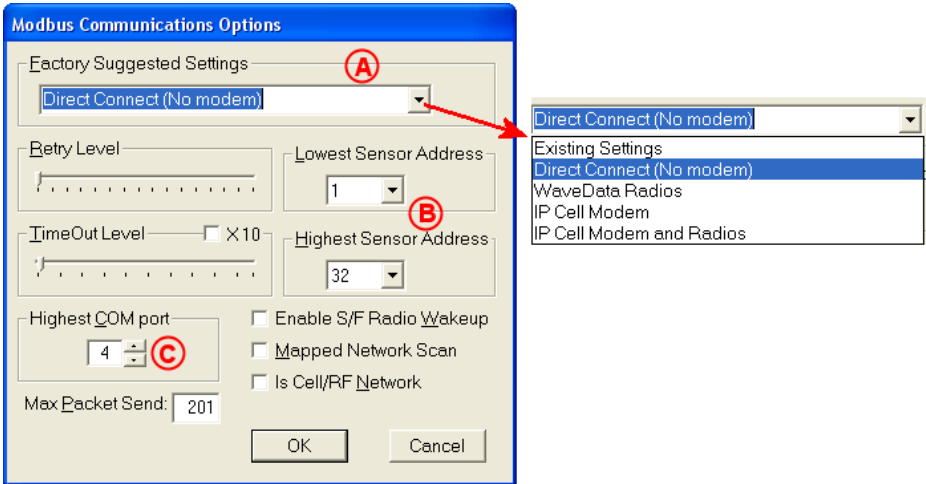 Modbus Communications Options
Factory Suggested Settings
A
Direct Connect (No modem)
Retry Level
Lowest Sensor Address
1
B
TimeOut Level
X10
Highest Sensor Address
32
Highest COM port
4
C
Enable S/F Radio Wakeup
Mapped Network Scan
Is Cell/RF Network
Max Packet Send: 201
OK
Cancel
Direct Connect (No modem)
Existing Settings
Direct Connect (No modem)
WaveData Radios
IP Cell Modem
IP Cell Modem and Radios